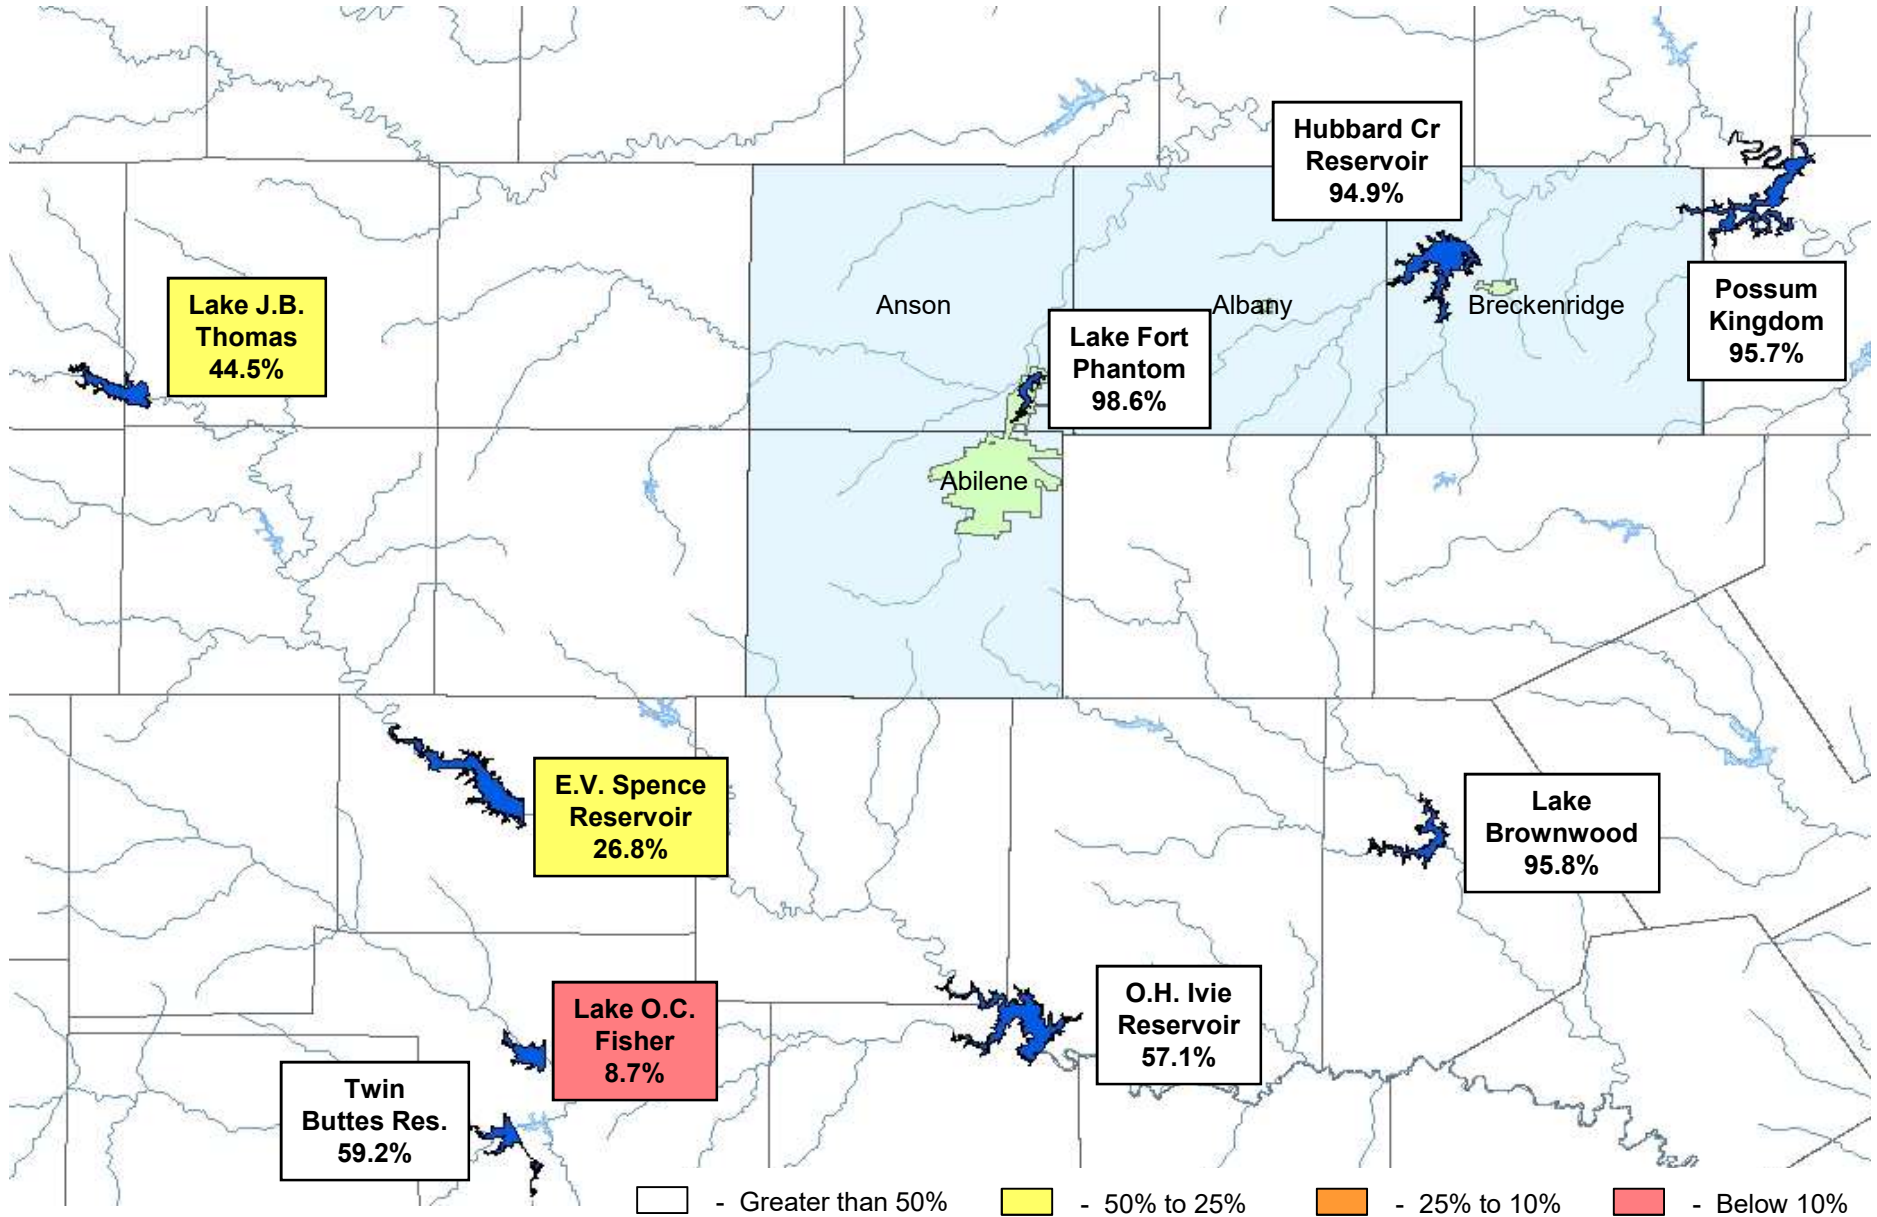 Hubbard Cr
Reservoir
94.9%
Lake J.B.
Thomas
44.5%
Anson
Albany
Breckenridge
Possum
Kingdom
95.7%
Lake Fort
Phantom
98.6%
Abilene
E.V. Spence
Reservoir
26.8%
Lake
Brownwood
95.8%
Lake O.C.
Fisher
8.7%
O.H. Ivie
Reservoir
57.1%
Twin
Buttes Res.
59.2%
- Greater than 50%
- 50% to 25%
- 25% to 10%
- Below 10%